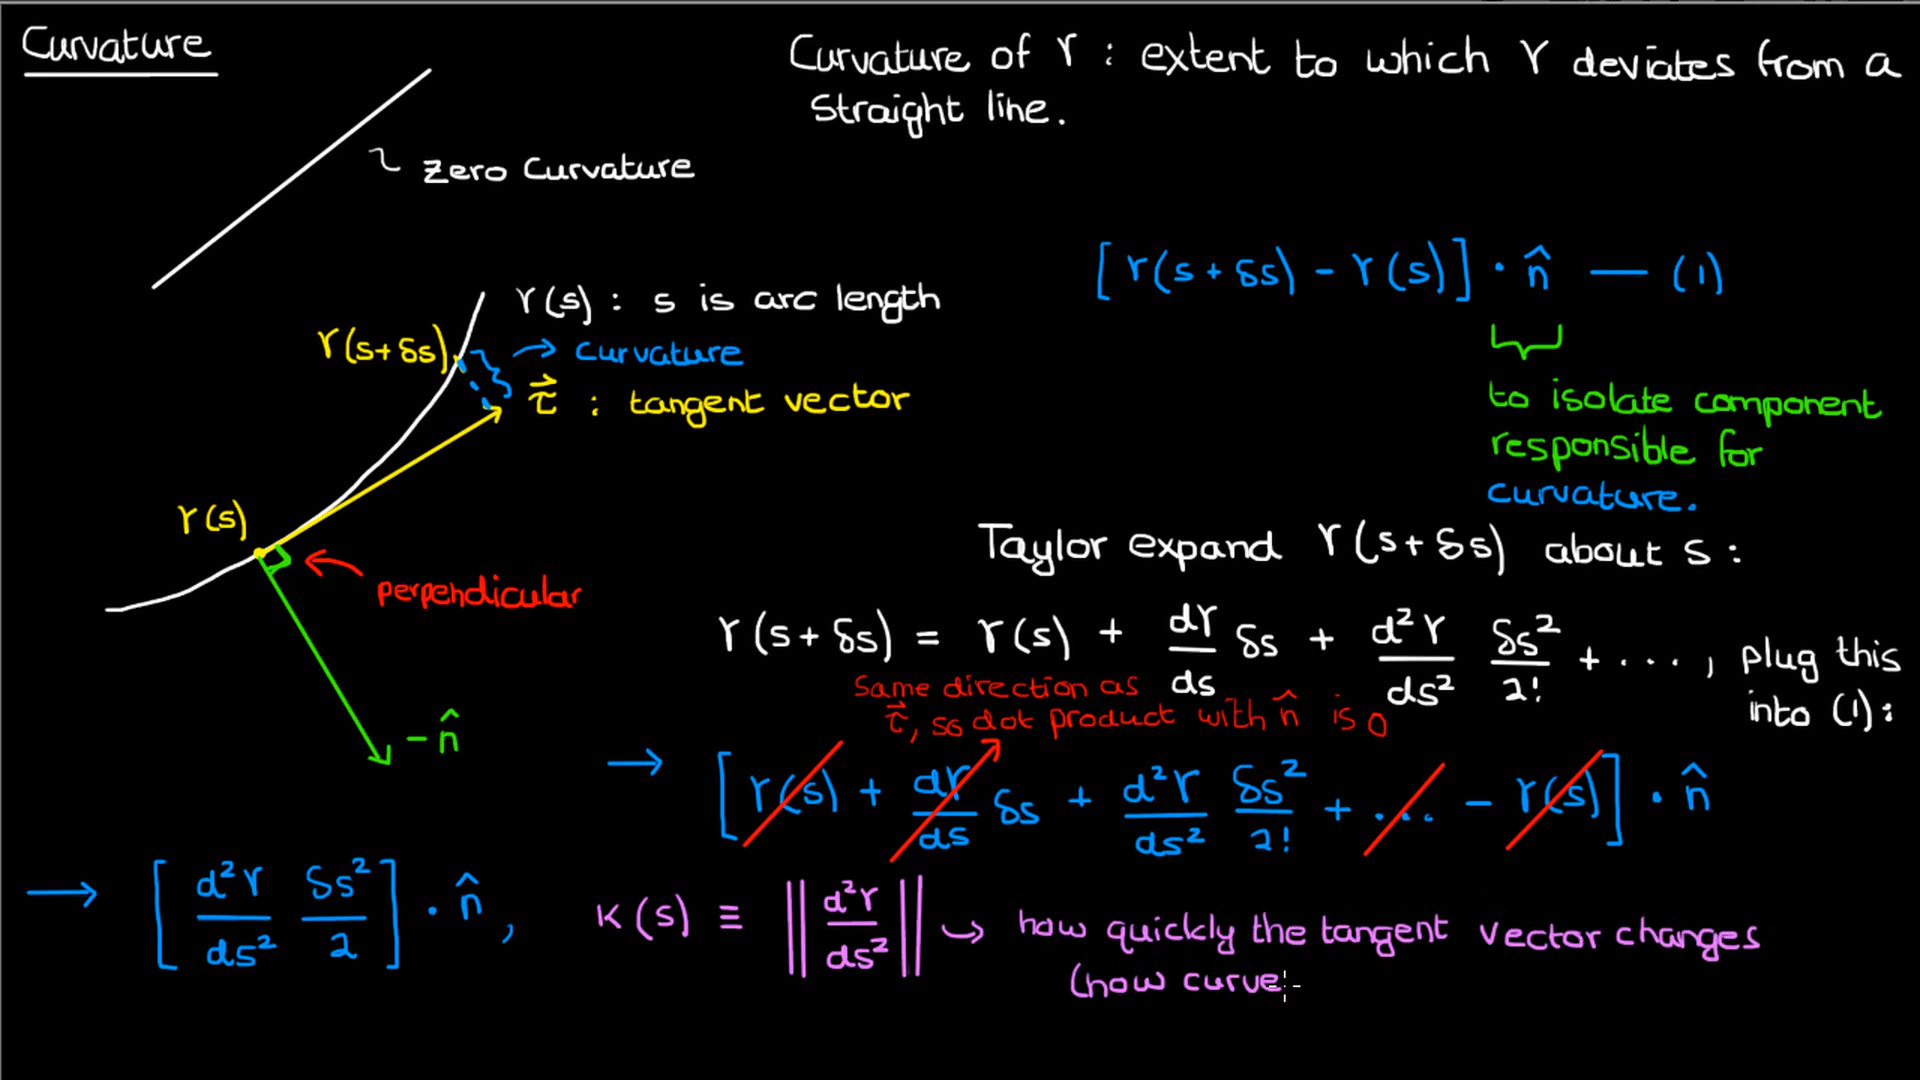 Curvature
Curvature of r : extent to which r deviates from a
straight line.
zero curvature
[r(s + δs) - r(s)] · n̂ — (1)
r(s) : s is arc length
r(s+δs)
curvature
τ⃗ : tangent vector
to isolate component
responsible for
curvature.
r(s)
perpendicular
Taylor expand r(s+δs) about s :
r(s + δs) = r(s) + dr/ds δs + d²r/ds² δs²/2! + ··· , plug this
into (1) :
same direction as
τ⃗, so dot product with n̂ is 0
- n̂
→ [r(s) + dr/ds δs + d²r/ds² δs²/2! + ... - r(s)] · n̂
→ [d²r/ds² δs²/2] · n̂ ,
κ(s) ≡ ||d²r/ds²|| ↪ how quickly the tangent vector changes
(how curve